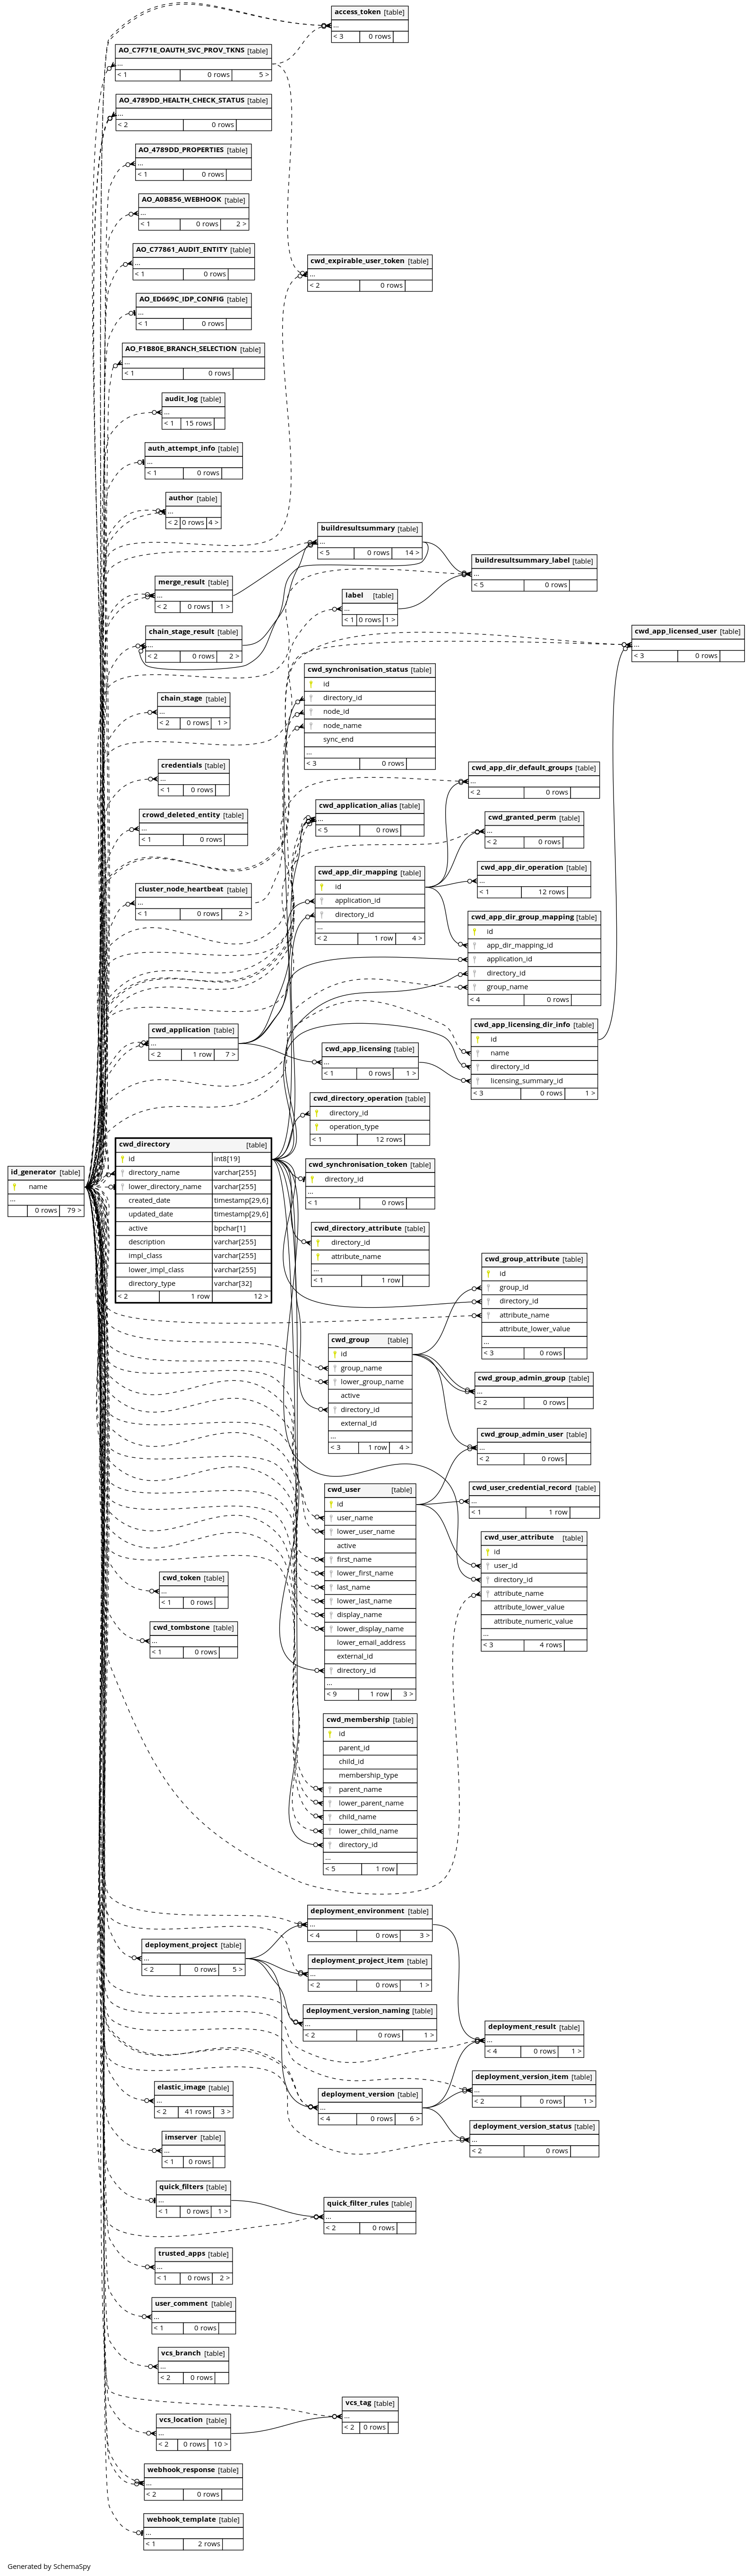 access_token [table]
...
< 3 0 rows
AO_C7F71E_OAUTH_SVC_PROV_TKNS [table]
...
< 1 0 rows 5 >
AO_4789DD_HEALTH_CHECK_STATUS [table]
...
< 2 0 rows
AO_4789DD_PROPERTIES [table]
...
< 1 0 rows
AO_A0B856_WEBHOOK [table]
...
< 1 0 rows 2 >
AO_C77861_AUDIT_ENTITY [table]
...
< 1 0 rows
cwd_expirable_user_token [table]
...
< 2 0 rows
AO_ED669C_IDP_CONFIG [table]
...
< 1 0 rows
AO_F1B80E_BRANCH_SELECTION [table]
...
< 1 0 rows
audit_log [table]
...
< 1 15 rows
auth_attempt_info [table]
...
< 1 0 rows
author [table]
...
< 2 0 rows 4 >
buildresultsummary [table]
...
< 5 0 rows 14 >
buildresultsummary_label [table]
...
< 5 0 rows
merge_result [table]
...
< 2 0 rows 1 >
label [table]
...
< 1 0 rows 1 >
chain_stage_result [table]
...
< 2 0 rows 2 >
cwd_app_licensed_user [table]
...
< 3 0 rows
cwd_synchronisation_status [table]
id
directory_id
node_id
node_name
sync_end
...
< 3 0 rows
chain_stage [table]
...
< 2 0 rows 1 >
credentials [table]
...
< 1 0 rows
cwd_app_dir_default_groups [table]
...
< 2 0 rows
crowd_deleted_entity [table]
...
< 1 0 rows
cwd_application_alias [table]
...
< 5 0 rows
cwd_granted_perm [table]
...
< 2 0 rows
cwd_app_dir_mapping [table]
id
application_id
directory_id
...
< 2 1 row 4 >
cwd_app_dir_operation [table]
...
< 1 12 rows
cluster_node_heartbeat [table]
...
< 1 0 rows 2 >
cwd_app_dir_group_mapping [table]
id
app_dir_mapping_id
application_id
directory_id
group_name
...
< 4 0 rows
cwd_application [table]
...
< 2 1 row 7 >
cwd_app_licensing_dir_info [table]
id
name
directory_id
licensing_summary_id
< 3 0 rows 1 >
cwd_app_licensing [table]
...
< 1 0 rows 1 >
cwd_directory_operation [table]
directory_id
operation_type
< 1 12 rows
cwd_directory [table]
id int8[19]
directory_name varchar[255]
lower_directory_name varchar[255]
created_date timestamp[29,6]
updated_date timestamp[29,6]
active bpchar[1]
description varchar[255]
impl_class varchar[255]
lower_impl_class varchar[255]
directory_type varchar[32]
< 2 1 row 12 >
id_generator [table]
name
...
0 rows 79 >
cwd_synchronisation_token [table]
directory_id
...
< 1 0 rows
cwd_directory_attribute [table]
directory_id
attribute_name
...
< 1 1 row
cwd_group_attribute [table]
id
group_id
directory_id
attribute_name
attribute_lower_value
...
< 3 0 rows
cwd_group [table]
id
group_name
lower_group_name
active
directory_id
external_id
...
< 3 1 row 4 >
cwd_group_admin_group [table]
...
< 2 0 rows
cwd_group_admin_user [table]
...
< 2 0 rows
cwd_user [table]
id
user_name
lower_user_name
active
first_name
lower_first_name
last_name
lower_last_name
display_name
lower_display_name
lower_email_address
external_id
directory_id
...
< 9 1 row 3 >
cwd_user_credential_record [table]
...
< 1 1 row
cwd_user_attribute [table]
id
user_id
directory_id
attribute_name
attribute_lower_value
attribute_numeric_value
...
< 3 4 rows
cwd_token [table]
...
< 1 0 rows
cwd_tombstone [table]
...
< 1 0 rows
cwd_membership [table]
id
parent_id
child_id
membership_type
parent_name
lower_parent_name
child_name
lower_child_name
directory_id
...
< 5 1 row
deployment_environment [table]
...
< 4 0 rows 3 >
deployment_project [table]
...
< 2 0 rows 5 >
deployment_project_item [table]
...
< 2 0 rows 1 >
deployment_version_naming [table]
...
< 2 0 rows 1 >
deployment_result [table]
...
< 4 0 rows 1 >
deployment_version_item [table]
...
< 2 0 rows 1 >
elastic_image [table]
...
< 2 41 rows 3 >
deployment_version [table]
...
< 4 0 rows 6 >
deployment_version_status [table]
...
< 2 0 rows
imserver [table]
...
< 1 0 rows
quick_filters [table]
...
< 1 0 rows 1 >
quick_filter_rules [table]
...
< 2 0 rows
trusted_apps [table]
...
< 1 0 rows 2 >
user_comment [table]
...
< 1 0 rows
vcs_branch [table]
...
< 2 0 rows
vcs_tag [table]
...
< 2 0 rows
vcs_location [table]
...
< 2 0 rows 10 >
webhook_response [table]
...
< 2 0 rows
webhook_template [table]
...
< 1 2 rows
Generated by SchemaSpy